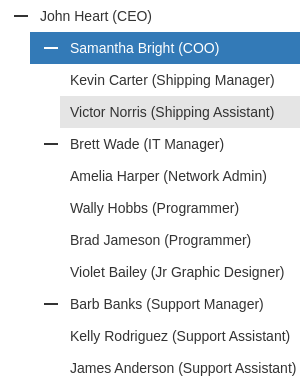 John Heart (CEO)
Samantha Bright (COO)
Kevin Carter (Shipping Manager)
Victor Norris (Shipping Assistant)
Brett Wade (IT Manager)
Amelia Harper (Network Admin)
Wally Hobbs (Programmer)
Brad Jameson (Programmer)
Violet Bailey (Jr Graphic Designer)
Barb Banks (Support Manager)
Kelly Rodriguez (Support Assistant)
James Anderson (Support Assistant)